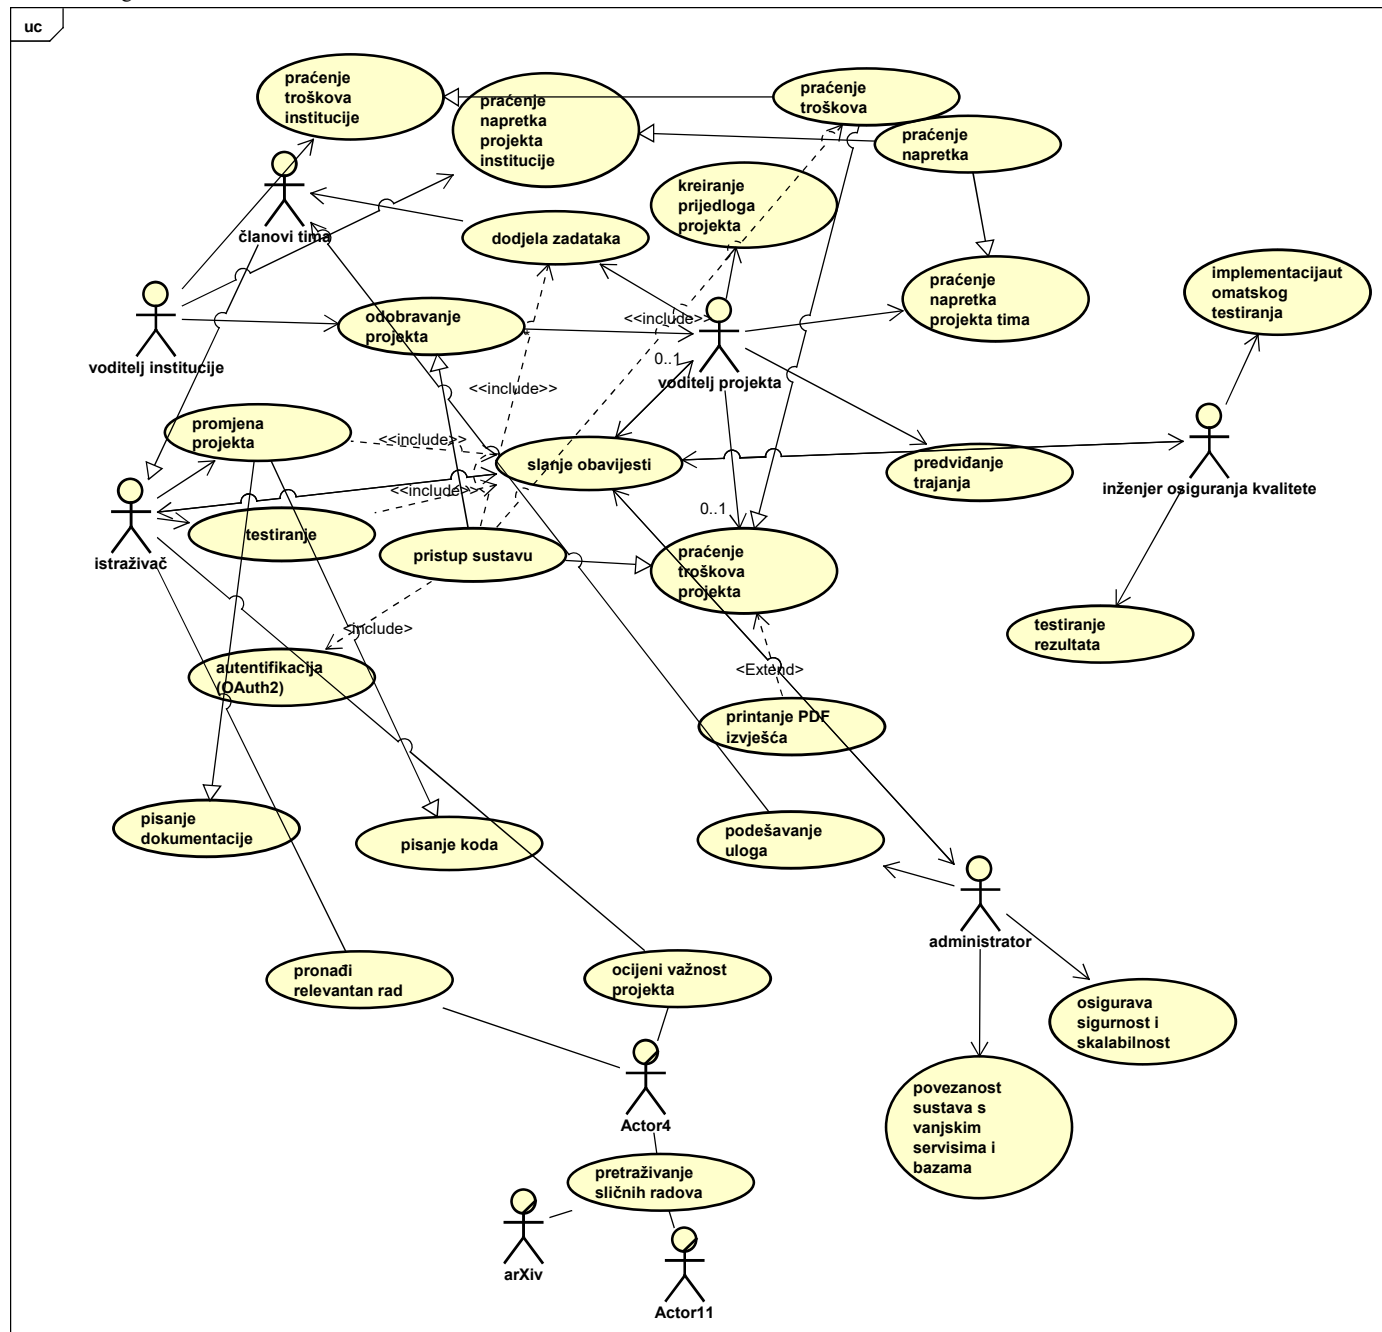 uc
praćenje
troškova
institucije
praćenje
napretka
projekta
institucije
praćenje
troškova
praćenje
napretka
kreiranje
prijedloga
projekta
članovi tima
dodjela zadataka
praćenje
napretka
projekta tima
implementacijaut
omatskog
testiranja
voditelj institucije
odobravanje
projekta
<<include>>
0..1
voditelj projekta
<<include>>
promjena
projekta
<<include>>
slanje obavijesti
predviđanje
trajanja
inženjer osiguranja kvalitete
<<include>>
0..1
testiranje
istraživač
pristup sustavu
praćenje
troškova
projekta
testiranje
rezultata
<include>
autentifikacija
(OAuth2)
<Extend>
printanje PDF
izvješća
pisanje
dokumentacije
pisanje koda
podešavanje
uloga
administrator
pronađi
relevantan rad
ocijeni važnost
projekta
osigurava
sigurnost i
skalabilnost
Actor4
povezanost
sustava s
vanjskim
servisima i
bazama
pretraživanje
sličnih radova
arXiv
Actor11